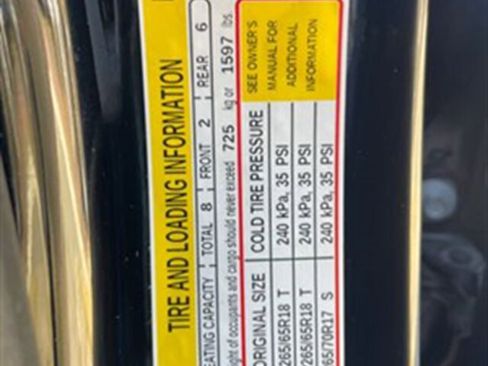 TIRE AND LOADING INFORMATION
EATING CAPACITY TOTAL 8 FRONT 2 REAR 6
ght of occupants and cargo should never exceed 725 kg or 1597 lbs.
ORIGINAL SIZE COLD TIRE PRESSURE SEE OWNER'S
265/65R18 T 240 kPa, 35 PSI MANUAL FOR
265/65R18 T 240 kPa, 35 PSI ADDITIONAL
65/70R17 S 240 kPa, 35 PSI INFORMATION